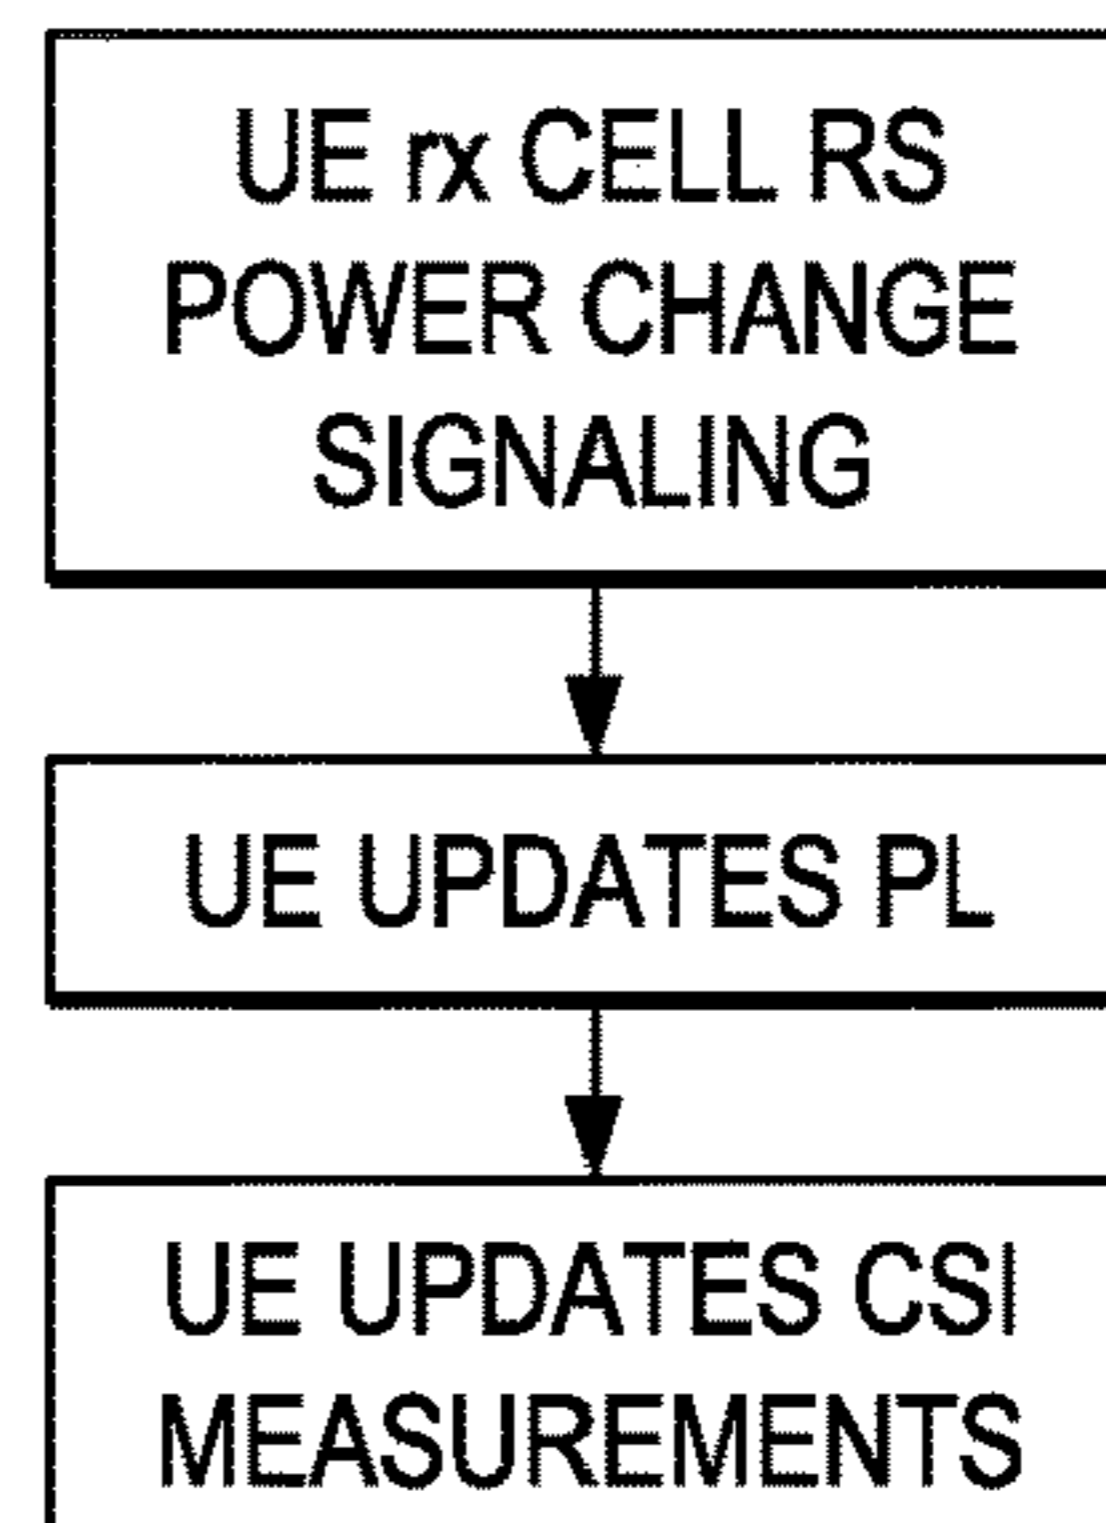 UE rx CELL RS
POWER CHANGE
SIGNALING
UE UPDATES PL
UE UPDATES CSI
MEASUREMENTS